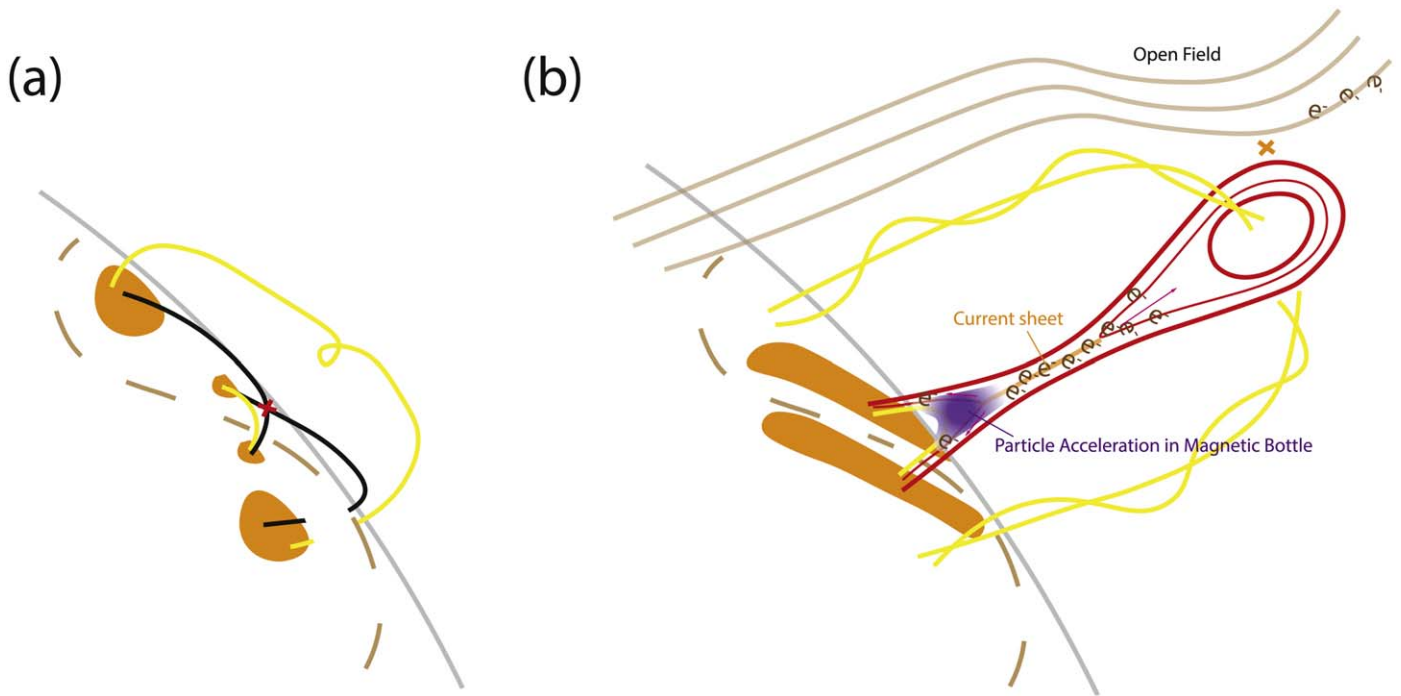 (a)
(b)
Open Field
e⁻ e⁻ e⁻
Current sheet
e⁻
e⁻
e⁻
e⁻
e⁻
e⁻
e⁻
e⁻
e⁻
e⁻
e⁻
Particle Acceleration in Magnetic Bottle
e⁻